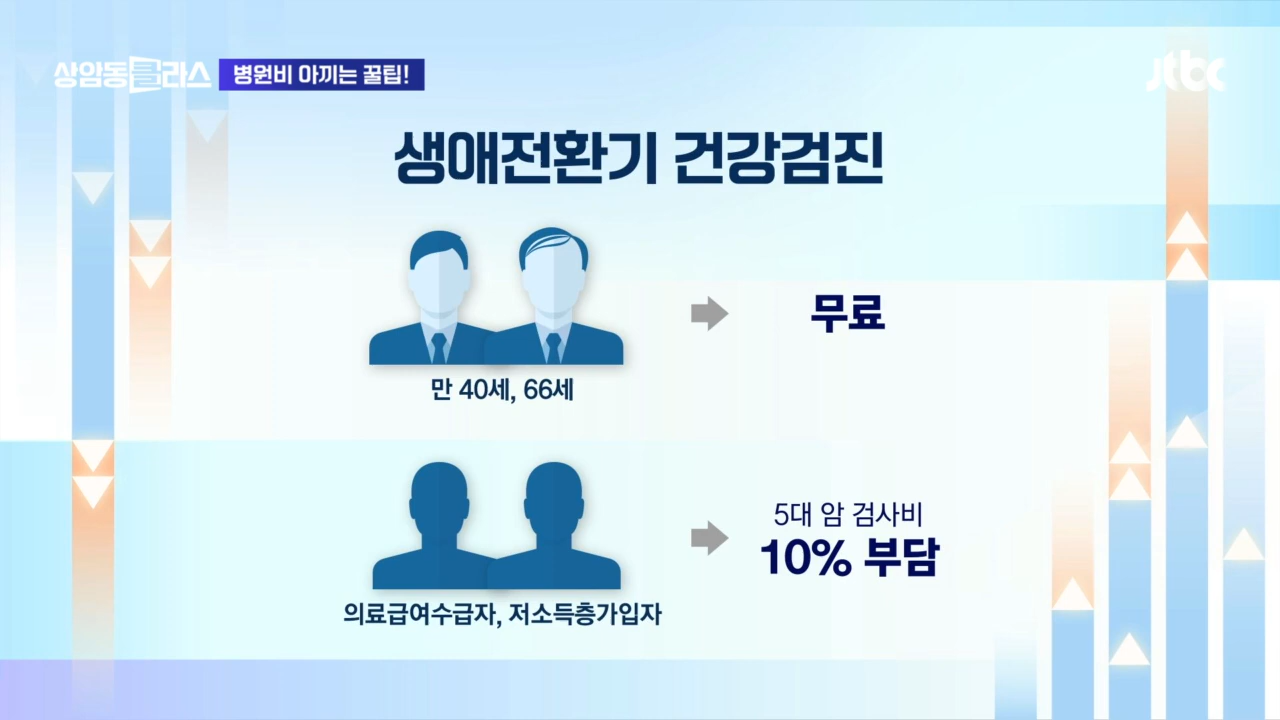 상암동클라스 병원비 아끼는 꿀팁!
jtbc
생애전환기 건강검진
무료
만 40세, 66세
5대 암 검사비
10% 부담
의료급여수급자, 저소득층가입자